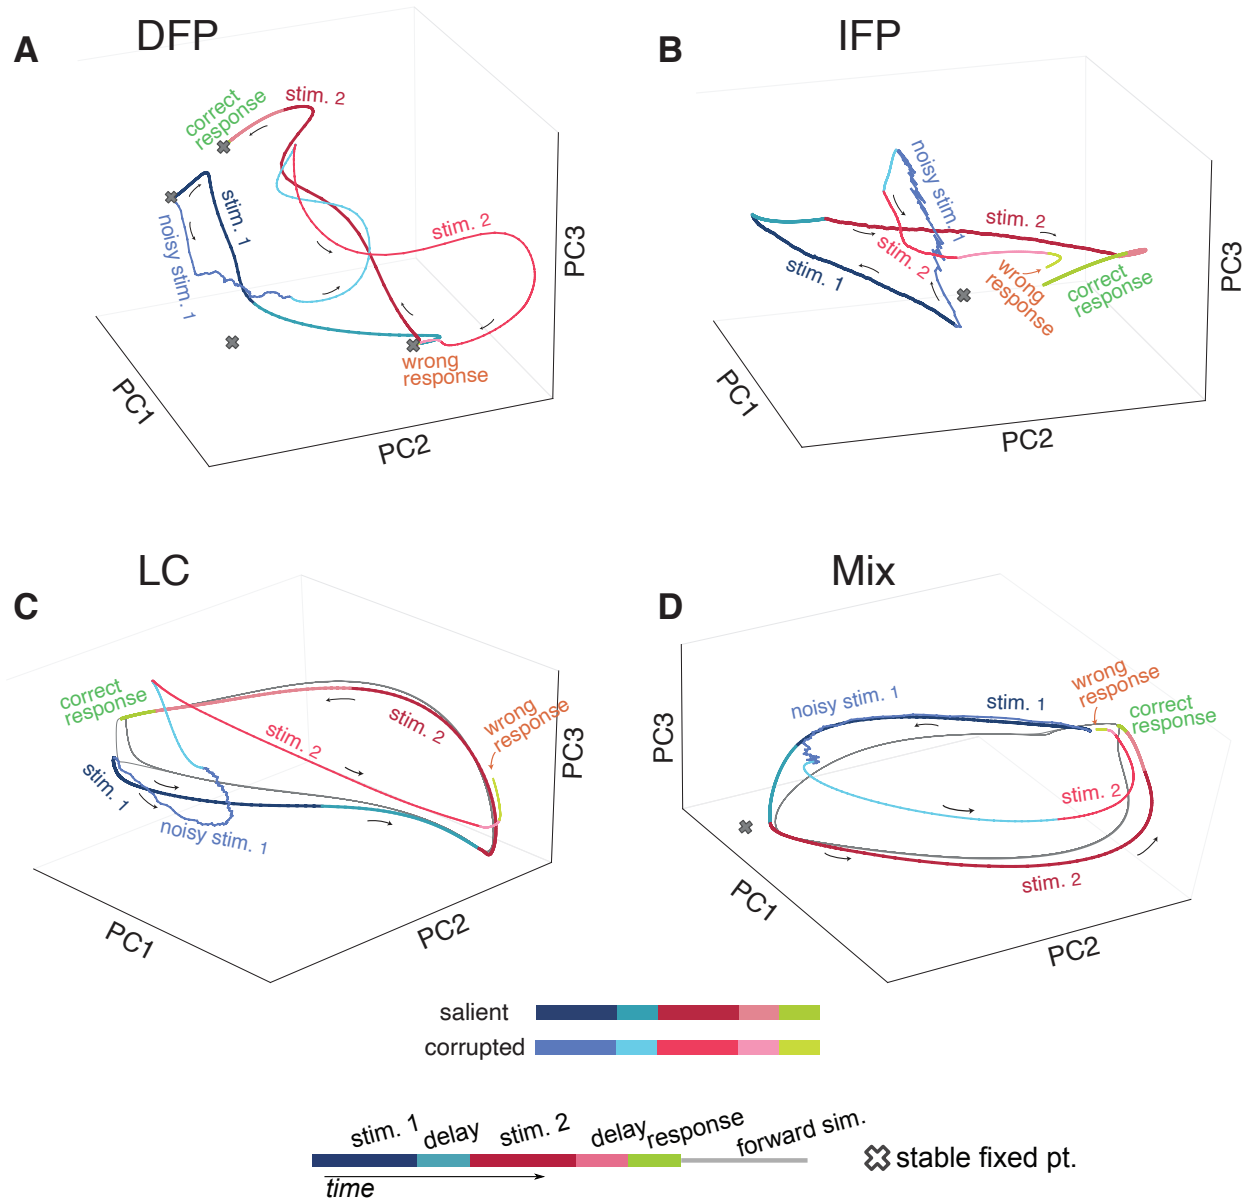 A
DFP
correct
response
stim. 2
stim. 1
noisy stim. 1
stim. 2
wrong
response
PC1
PC2
PC3
B
IFP
noisy stim. 1
stim. 2
stim. 2
stim. 1
wrong
response
correct
response
PC1
PC2
PC3
C
LC
correct
response
stim. 2
stim. 2
wrong
response
stim. 1
noisy stim. 1
PC1
PC2
PC3
D
Mix
noisy stim. 1
stim. 1
wrong
response
correct
response
stim. 2
stim. 2
PC3
PC1
PC2
salient
corrupted
stim. 1 delay stim. 2 delay response forward sim.
time
stable fixed pt.